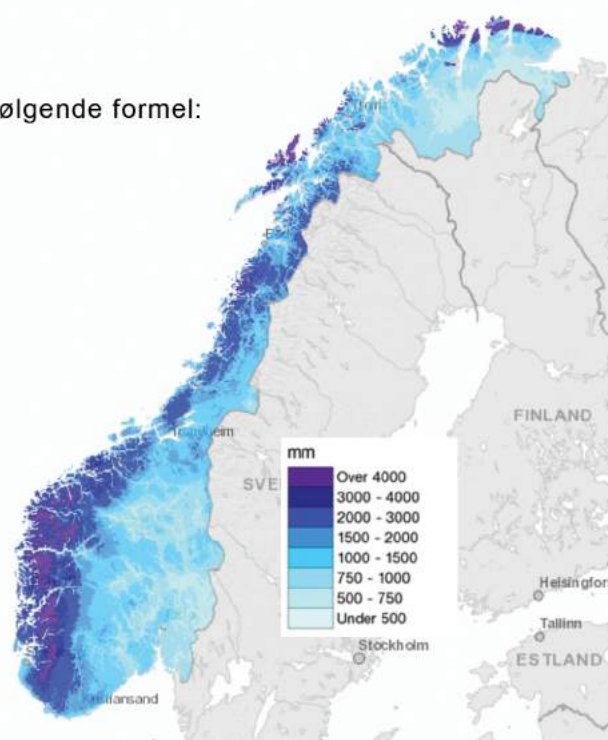 ølgende formel:
FINLAND
mm
SVE
Over 4000
3000 - 4000
2000 - 3000
1500 - 2000
1000 - 1500
750 - 1000
500 - 750
Under 500
Helsingfor
Tallinn
Stockholm
ESTLAND